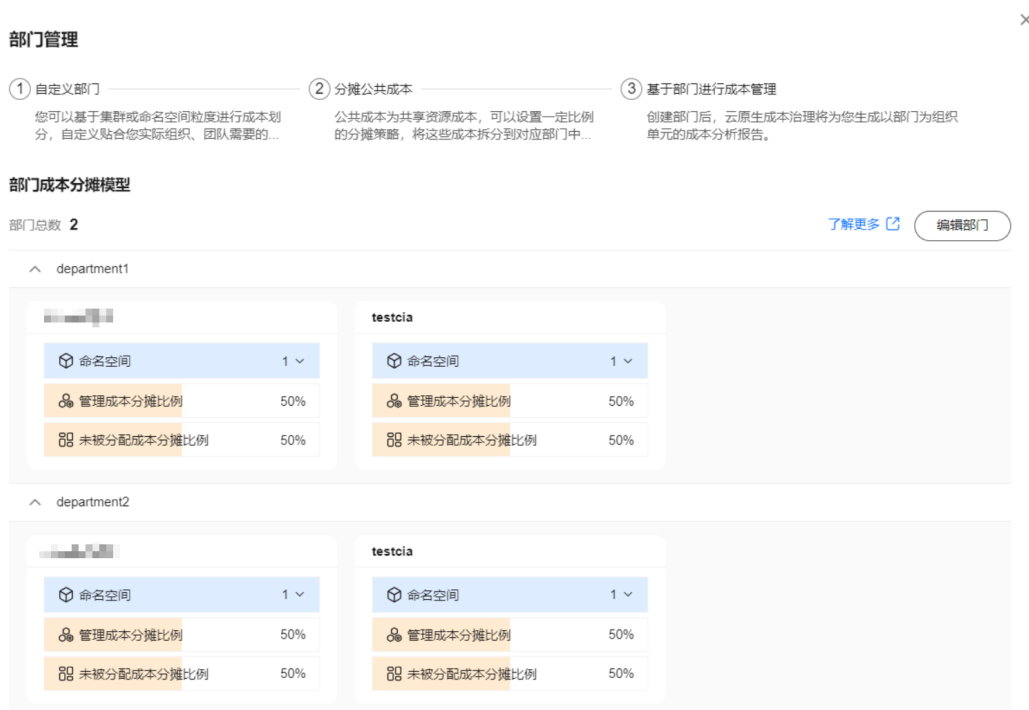 部门管理
1 自定义部门
您可以基于集群或命名空间粒度进行成本划
分，自定义贴合您实际组织、团队需要的...
2 分摊公共成本
公共成本为共享资源成本，可以设置一定比例
的分摊策略，将这些成本拆分到对应部门中...
3 基于部门进行成本管理
创建部门后，云原生成本治理将为您生成以部门为组织
单元的成本分析报告。
部门成本分摊模型
部门总数 2
了解更多
编辑部门
department1
命名空间 1
管理成本分摊比例 50%
未被分配成本分摊比例 50%
testcia
命名空间 1
管理成本分摊比例 50%
未被分配成本分摊比例 50%
department2
命名空间 1
管理成本分摊比例 50%
未被分配成本分摊比例 50%
testcia
命名空间 1
管理成本分摊比例 50%
未被分配成本分摊比例 50%